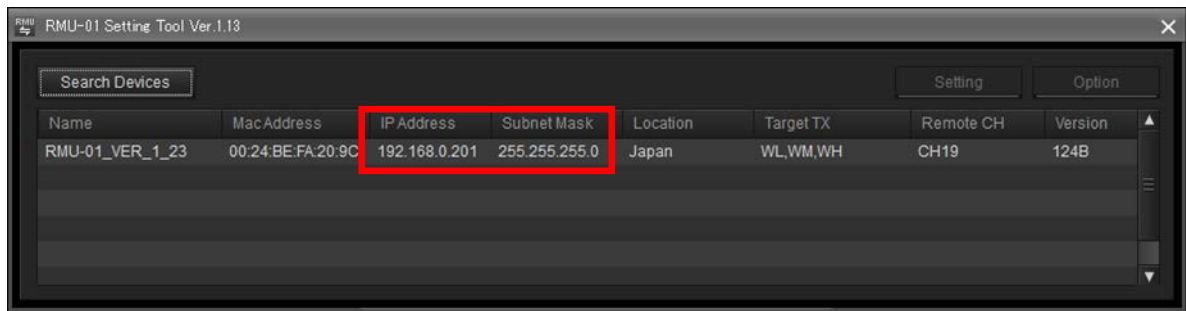 RMU RMU-01 Setting Tool Ver.1.13
Search Devices Setting Option
Name MacAddress IP Address Subnet Mask Location Target TX Remote CH Version
RMU-01_VER_1_23 00:24:BE:FA:20:9C 192.168.0.201 255.255.255.0 Japan WL,WM,WH CH19 124B